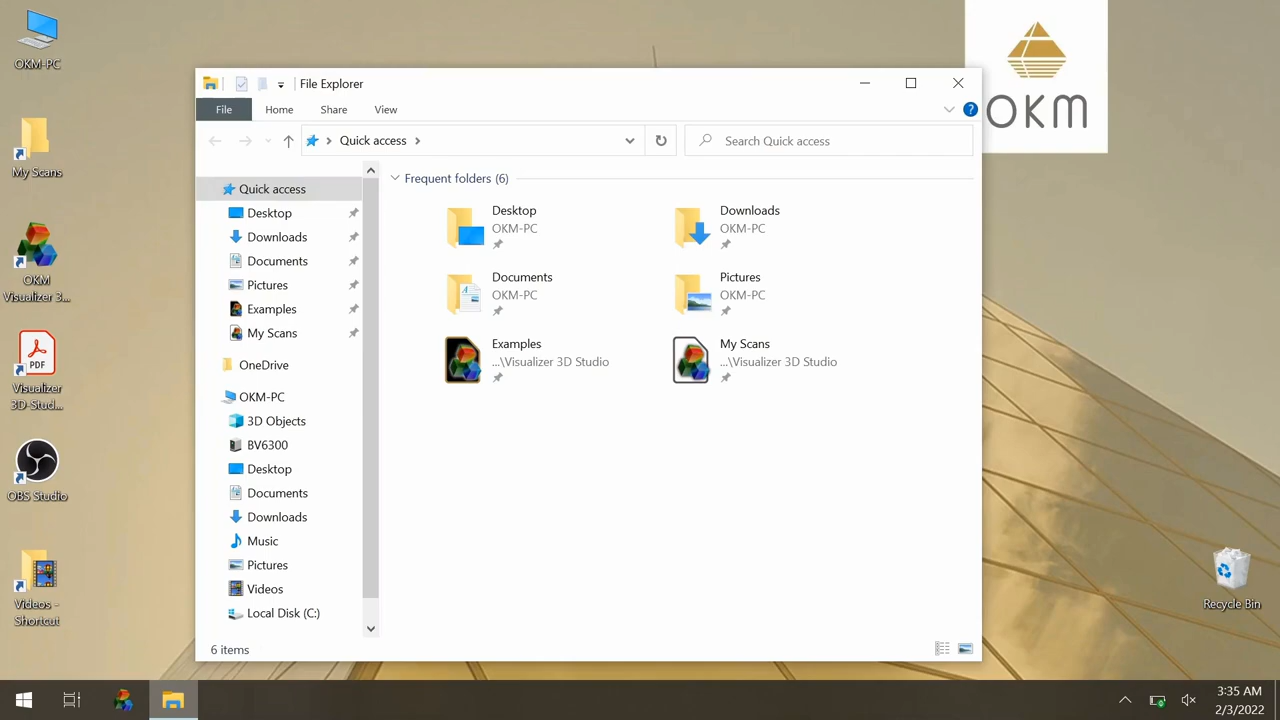 OKM-PC
My Scans
OKM
Visualizer 3...
Visualizer
3D-Stud...
OBS Studio
Videos -
Shortcut
File Explorer
File Home Share View
Quick access
Search Quick access
Quick access
Desktop
Downloads
Documents
Pictures
Examples
My Scans
OneDrive
OKM-PC
3D Objects
BV6300
Desktop
Documents
Downloads
Music
Pictures
Videos
Local Disk (C:)
Frequent folders (6)
Desktop
OKM-PC
Downloads
OKM-PC
Documents
OKM-PC
Pictures
OKM-PC
Examples
...\Visualizer 3D Studio
My Scans
...\Visualizer 3D Studio
6 items
OKM
Recycle Bin
3:35 AM
2/3/2022
PDF